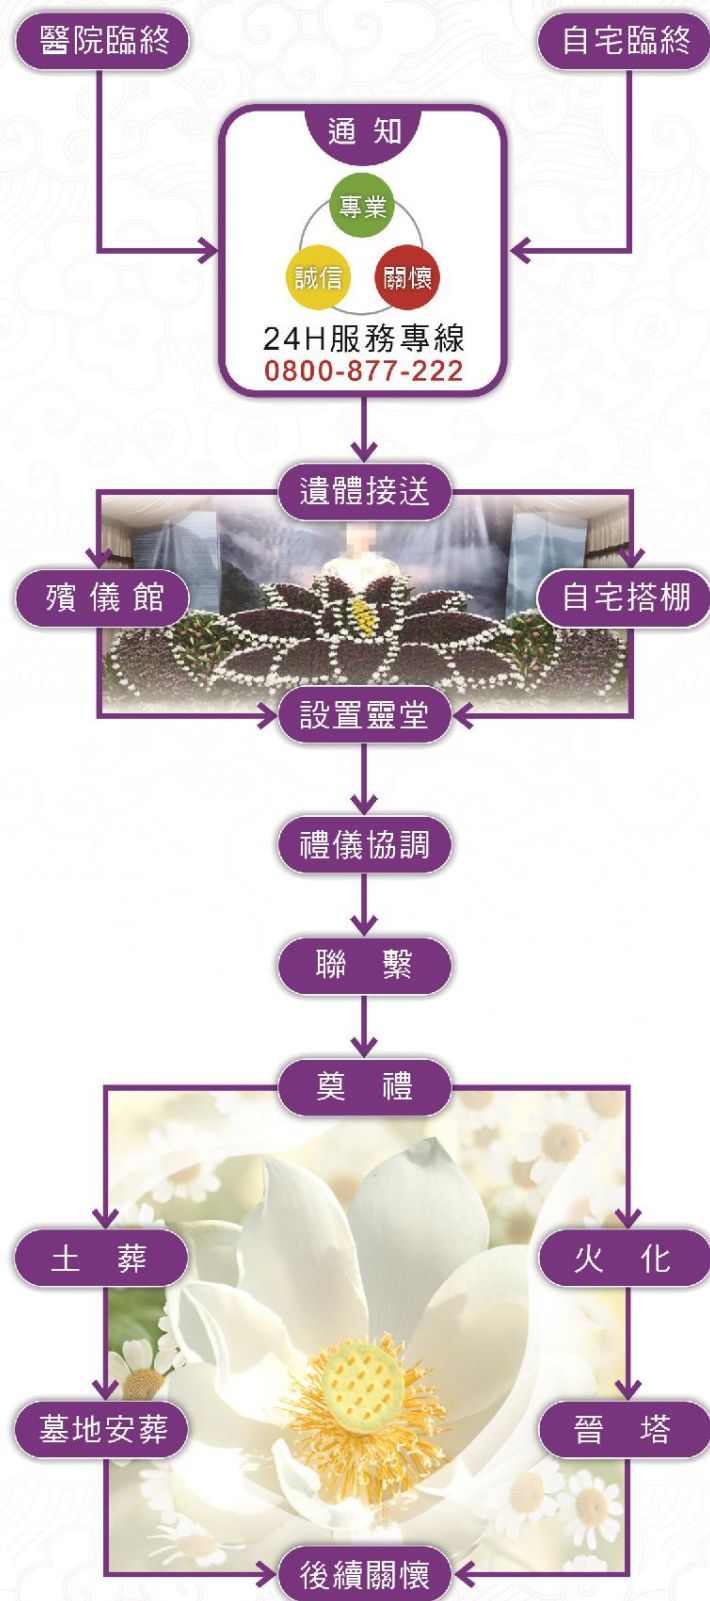 醫院臨終
自宅臨終
通知
專業
誠信
關懷
24H服務專線
0800-877-222
遺體接送
殯儀館
自宅搭棚
設置靈堂
禮儀協調
聯繫
奠禮
土葬
火化
墓地安葬
晉塔
後續關懷